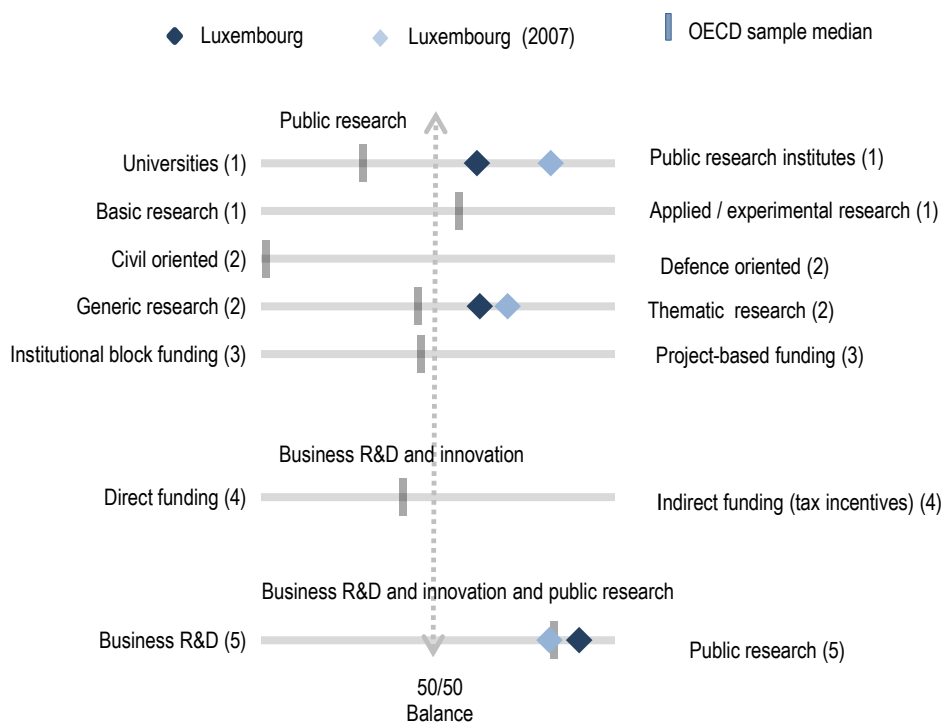 Luxembourg
Luxembourg (2007)
OECD sample median
Public research
Universities (1)
Public research institutes (1)
Basic research (1)
Applied / experimental research (1)
Civil oriented (2)
Defence oriented (2)
Generic research (2)
Thematic research (2)
Institutional block funding (3)
Project-based funding (3)
Business R&D and innovation
Direct funding (4)
Indirect funding (tax incentives) (4)
Business R&D and innovation and public research
Business R&D (5)
Public research (5)
50/50
Balance